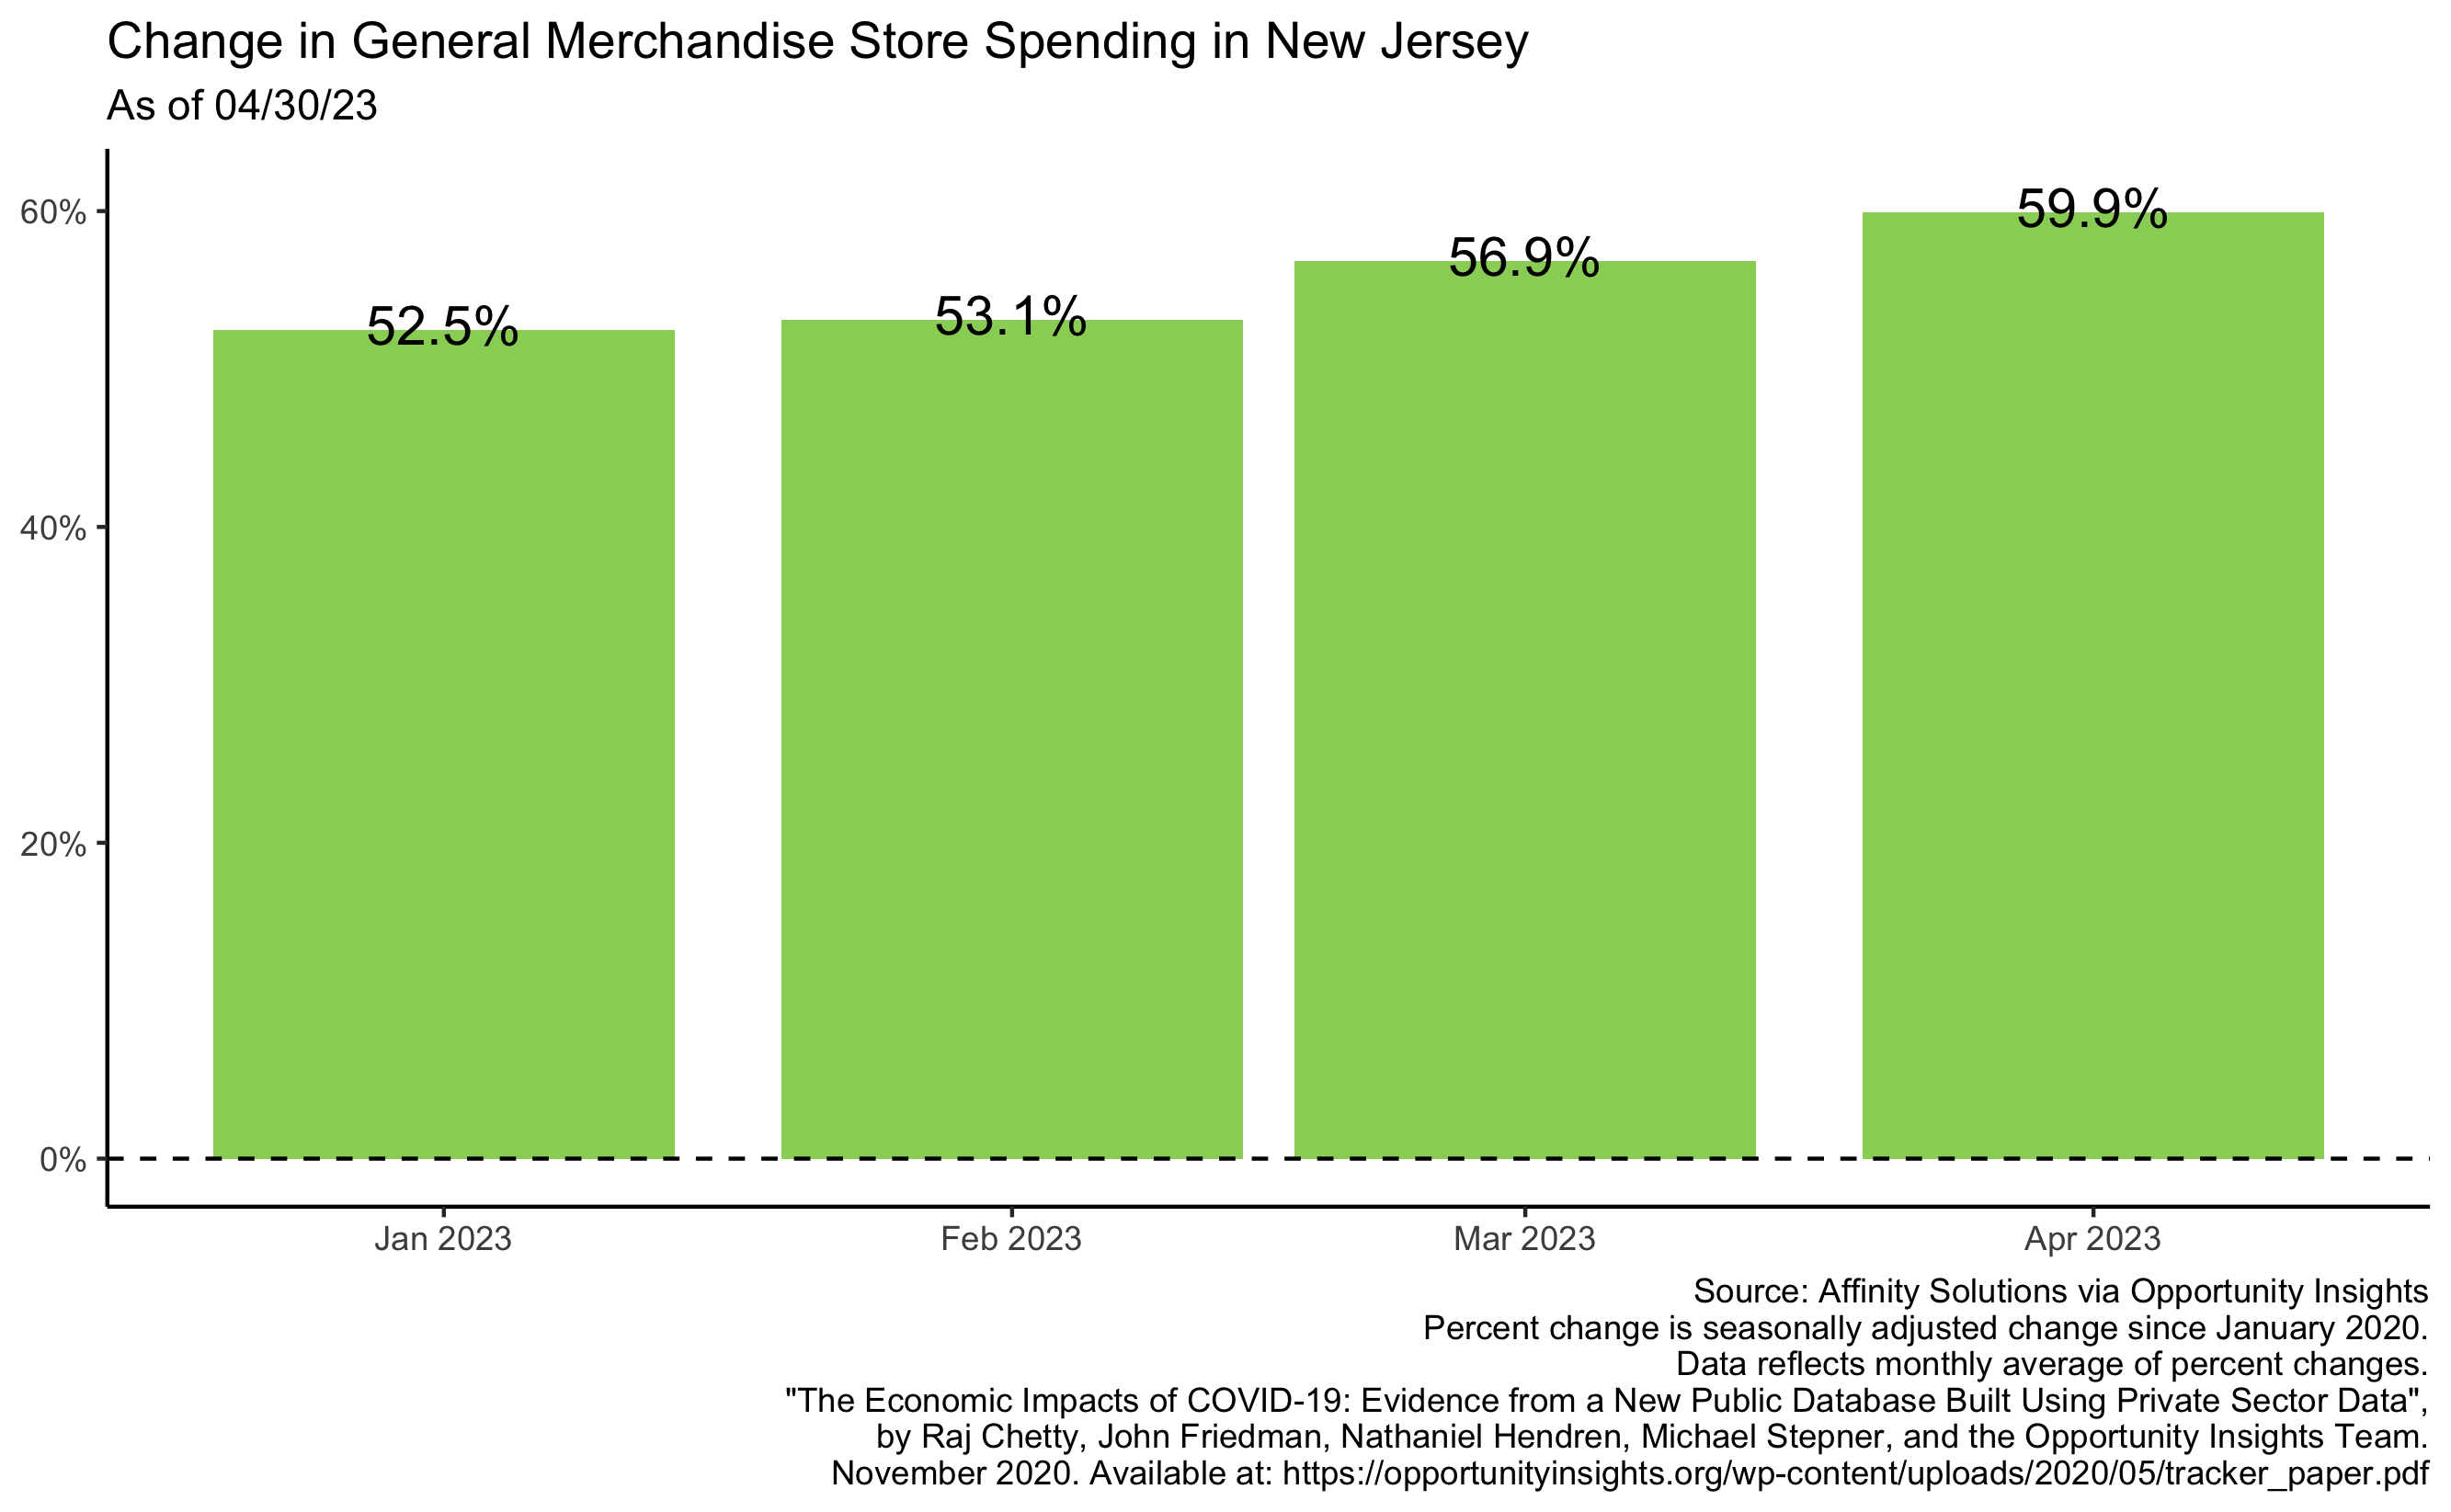 Change in General Merchandise Store Spending in New Jersey
As of 04/30/23
60%
40%
20%
0%
52.5%
53.1%
56.9%
59.9%
Jan 2023
Feb 2023
Mar 2023
Apr 2023
Source: Affinity Solutions via Opportunity Insights
Percent change is seasonally adjusted change since January 2020.
Data reflects monthly average of percent changes.
"The Economic Impacts of COVID-19: Evidence from a New Public Database Built Using Private Sector Data",
by Raj Chetty, John Friedman, Nathaniel Hendren, Michael Stepner, and the Opportunity Insights Team.
November 2020. Available at: https://opportunityinsights.org/wp-content/uploads/2020/05/tracker_paper.pdf